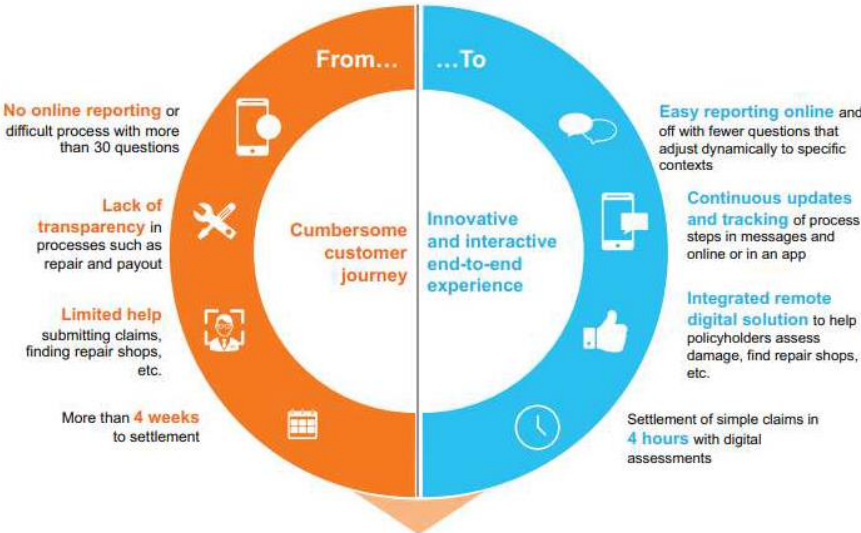 From...
...To
No online reporting or
difficult process with more
than 30 questions
Lack of
transparency in
processes such as
repair and payout
Limited help
submitting claims,
finding repair shops,
etc.
More than 4 weeks
to settlement
Cumbersome
customer
journey
Innovative
and interactive
end-to-end
experience
Easy reporting online and
off with fewer questions that
adjust dynamically to specific
contexts
Continuous updates
and tracking of process
steps in messages and
online or in an app
Integrated remote
digital solution to help
policyholders assess
damage, find repair shops,
etc.
Settlement of simple claims in
4 hours with digital
assessments